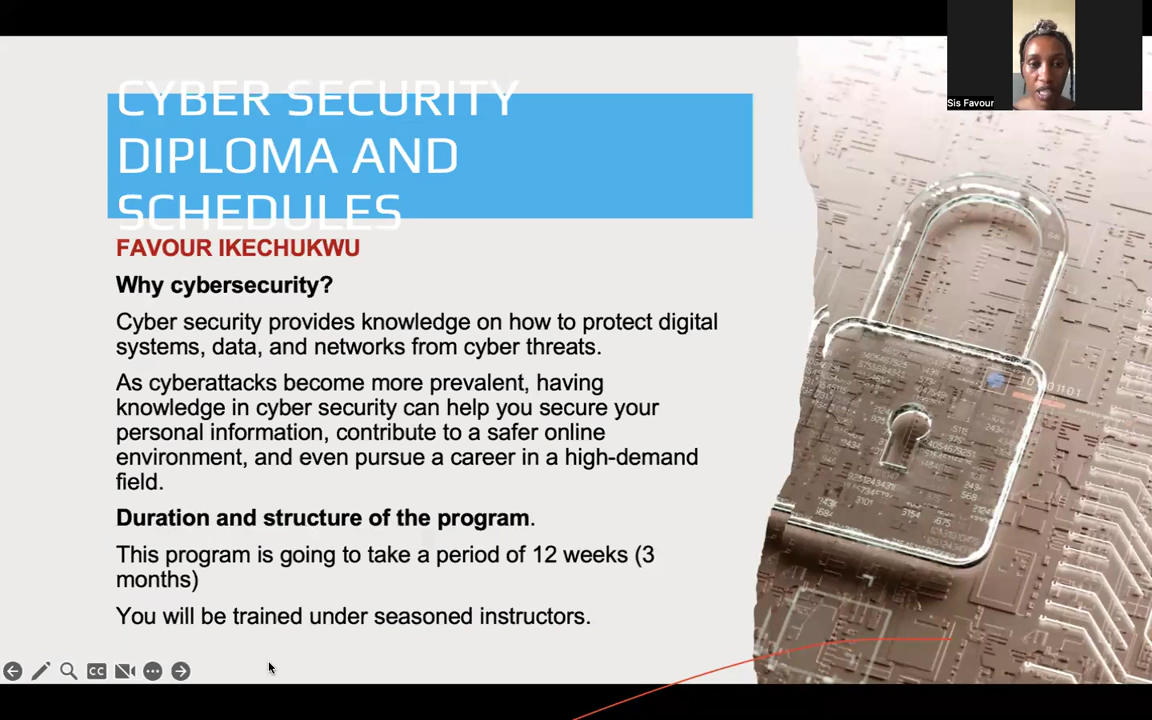 CYBER SECURITY
DIPLOMA AND
SCHEDULES
Sis Favour
FAVOUR IKECHUKWU
Why cybersecurity?
Cyber security provides knowledge on how to protect digital
systems, data, and networks from cyber threats.
As cyberattacks become more prevalent, having
knowledge in cyber security can help you secure your
personal information, contribute to a safer online
environment, and even pursue a career in a high-demand
field.
Duration and structure of the program.
This program is going to take a period of 12 weeks (3
months)
You will be trained under seasoned instructors.
CC